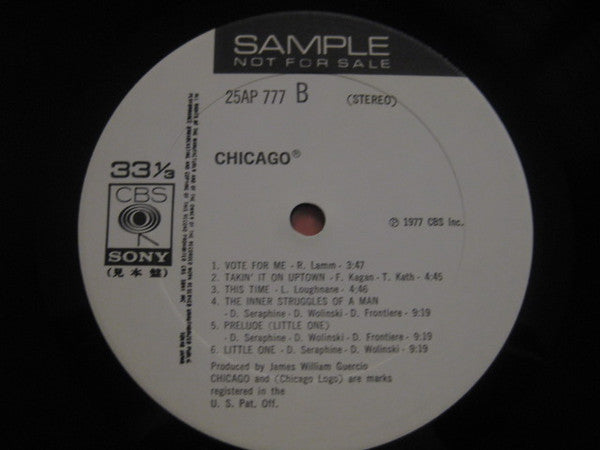 SAMPLE
NOT FOR SALE
25AP 777 B (STEREO)
33 1/3
CBS
SONY
(見本盤)
CHICAGO®
℗ 1977 CBS Inc.
1. VOTE FOR ME - R. Lamm - 3:47
2. TAKIN' IT ON UPTOWN - F. Kagan - T. Kath - 4:45
3. THIS TIME - L. Loughnane - 4:46
4. THE INNER STRUGGLES OF A MAN
- D. Seraphine - D. Wolinski - D. Frontiere - 9:19
5. PRELUDE (LITTLE ONE)
- D. Seraphine - D. Wolinski - D. Frontiere - 9:19
6. LITTLE ONE - D. Seraphine - D. Wolinski - 9:19
Produced by James William Guercio
CHICAGO and (Chicago Logo) are marks
registered in the
U. S. Pat. Off.